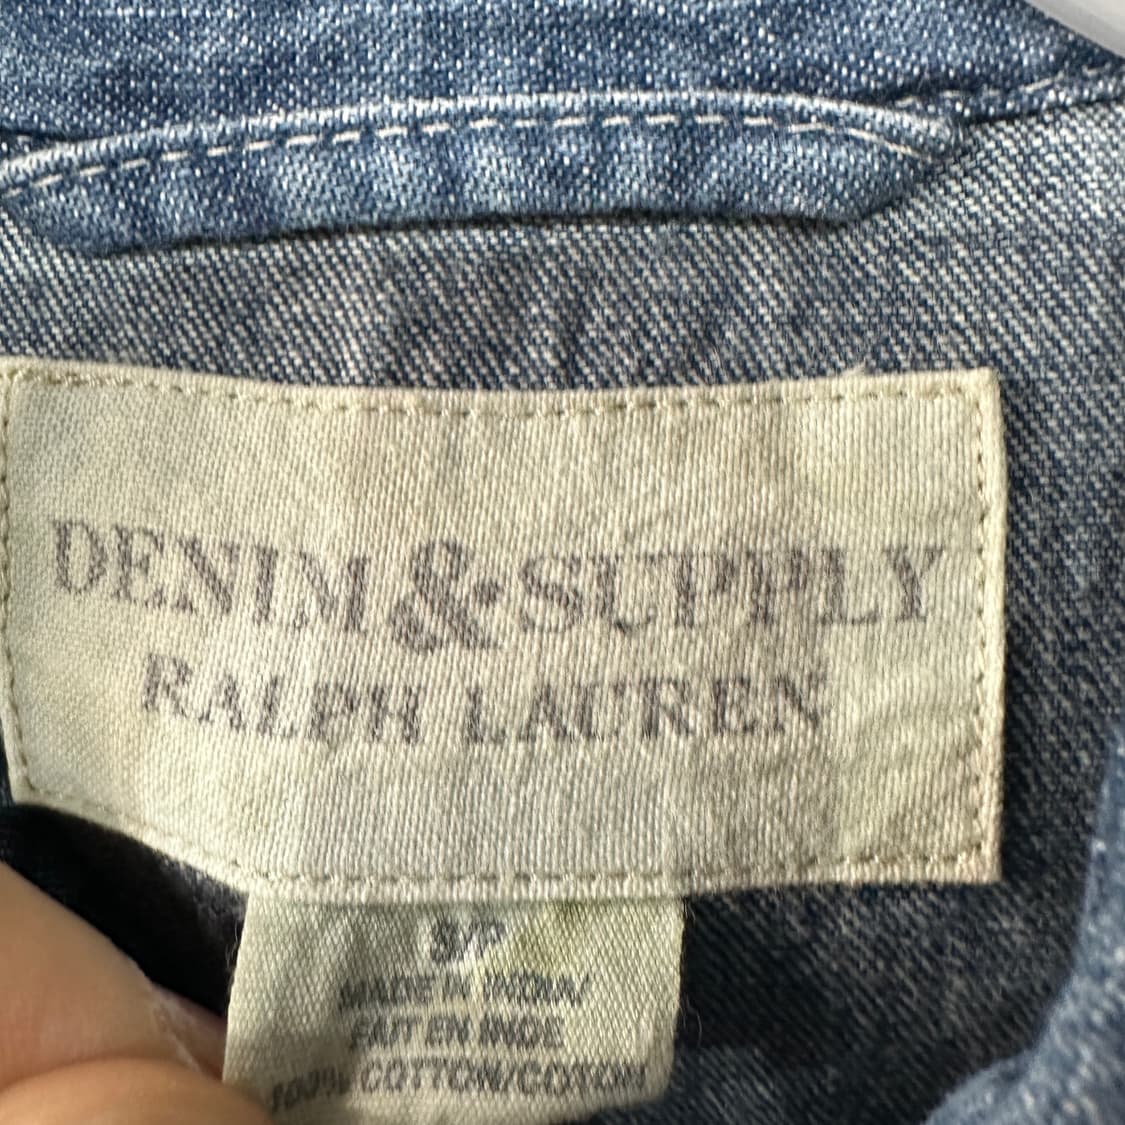 DENIM & SUPPLY
RALPH LAUREN
S/P
MADE IN INDIA/
FAIT EN INDE
100% COTTON/COTON